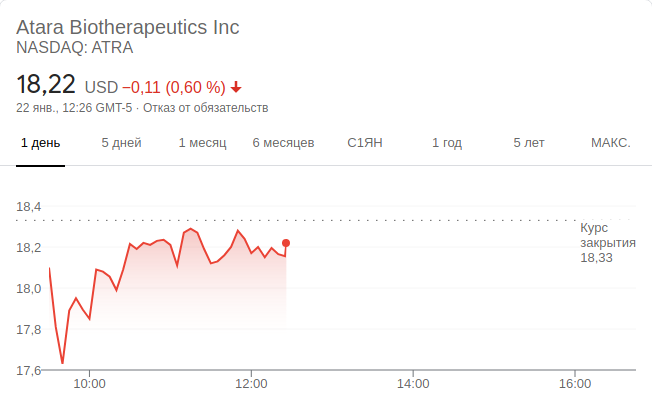 Atara Biotherapeutics Inc
NASDAQ: ATRA
18,22 USD −0,11 (0,60 %)
22 янв., 12:26 GMT-5 · Отказ от обязательств
1 день 5 дней 1 месяц 6 месяцев С1ЯН 1 год 5 лет МАКС.
18,4
Курс
закрытия
18,33
18,2
18,0
17,8
17,6
10:00 12:00 14:00 16:00